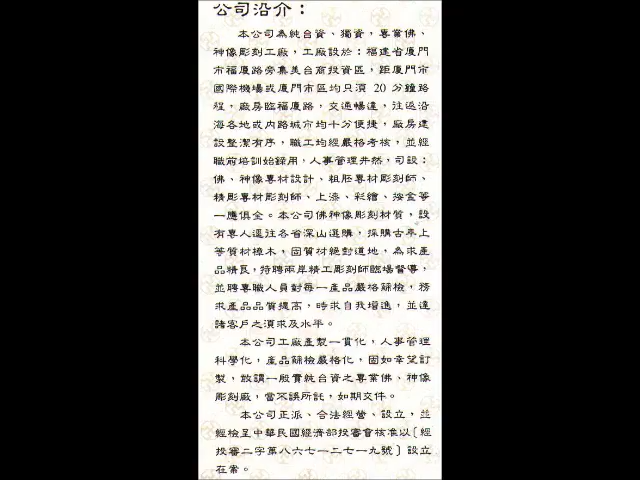 公司沿介：
本公司為純台資、獨資，專業佛、
神像彫刻工廠，工廠設於：福建省廈門
市福廈路旁集美台商投資區，距廈門市
國際機場或廈門市區均只須 20 分鐘路
程，廠房臨福廈路，交通暢達，往返沿
海各地或內路城市均十分便捷，廠房建
設整潔有序，職工均經嚴格考核，並經
職前培訓始錄用，人事管理井然，司設：
佛、神像專材設計、粗胚專材彫刻師、
精彫專材彫刻師、上漆、彩繪、按金等
一應俱全。本公司佛神像彫刻材質，設
有專人遠往各省深山選購，採購古年上
等質材樟木，固質材絕對道地，為求產
品精良，特聘兩岸精工彫刻師臨場督導，
並聘專職人員對每一產品嚴格篩檢，務
求產品品質提高，時求自我增進，並達
諸客戶之須求及水平。
本公司工廠產製一貫化，人事管理
科學化，產品篩檢嚴格化，固如幸望訂
製，故謂一般實純台資之專業佛、神像
彫刻廠，當不誤所託，如期交件。
本公司正派、合法經營、設立，並
經檢呈中華民國經濟部投審會核准以〔經
投審二字第八六七一二七一九號〕設立
在案。